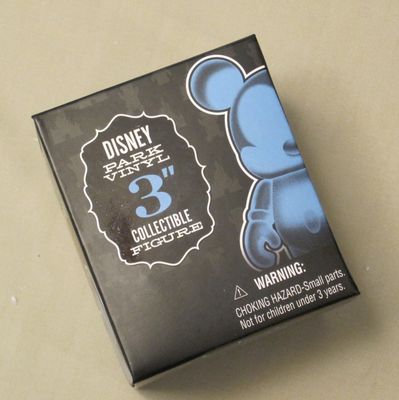 DISNEY
PARK
VINYL
3"
COLLECTIBLE
FIGURE
WARNING:
CHOKING HAZARD-Small parts.
Not for children under 3 years.